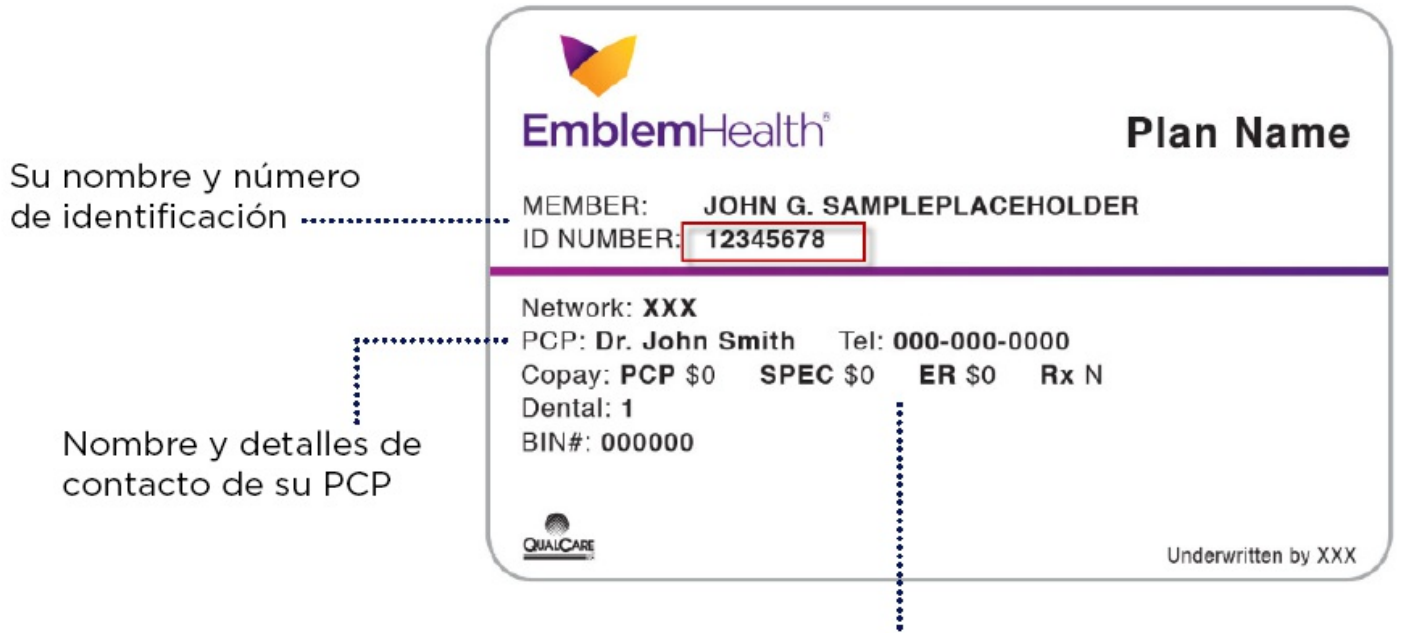 EmblemHealth®
Plan Name
Su nombre y número
de identificación
MEMBER: JOHN G. SAMPLEPLACEHOLDER
ID NUMBER: 12345678
Network: XXX
PCP: Dr. John Smith Tel: 000-000-0000
Copay: PCP $0 SPEC $0 ER $0 Rx N
Dental: 1
BIN#: 000000
Nombre y detalles de
contacto de su PCP
QUALCARE
Underwritten by XXX